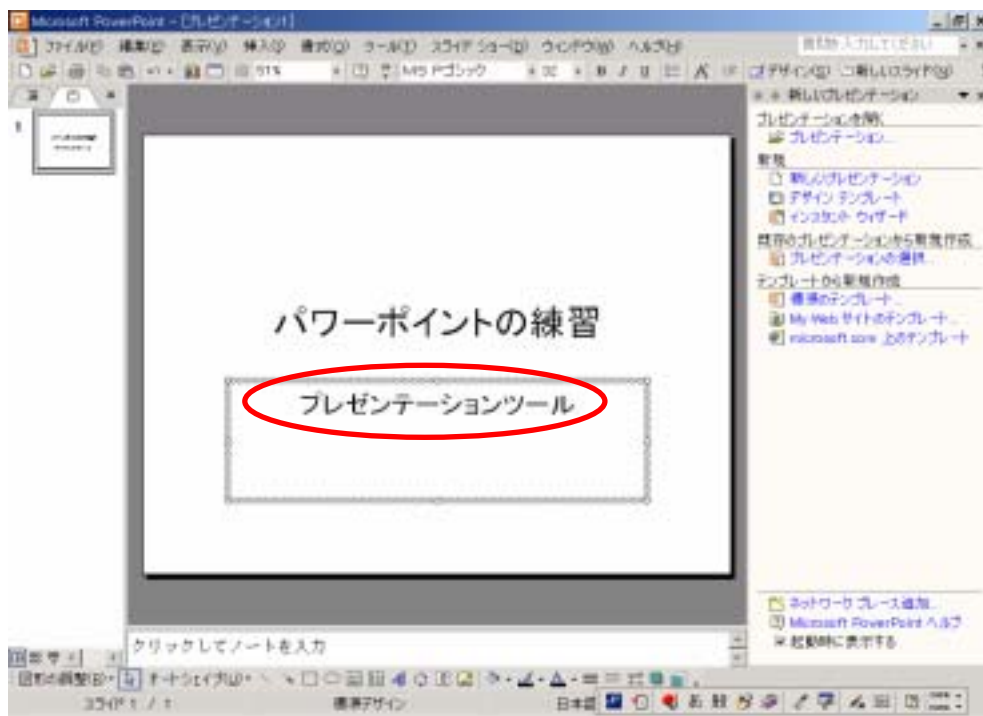 Microsoft PowerPoint - [プレゼンテーション1]
ファイル(F) 編集(E) 表示(V) 挿入(I) 書式(O) ツール(T) スライド ショー(D) ウィンドウ(W) ヘルプ(H)
51% MS Pゴシック 32 B I U デザイン(S) 新しいスライド(N)
新しいプレゼンテーション
プレゼンテーションを開く
プレゼンテーション...
新規
新しいプレゼンテーション
デザイン テンプレート
インスタント ウィザード
既存のプレゼンテーションから新規作成
プレゼンテーションの選択...
テンプレートから新規作成
標準のテンプレート...
My Web サイトのテンプレート...
microsoft.com 上のテンプレート
1
パワーポイントの練習
プレゼンテーションツール
ネットワーク プレース追加...
Microsoft PowerPoint ヘルプ
起動時に表示する
クリックしてノートを入力
図形の調整(R) オートシェイプ(U)
スライド 1 / 1 標準デザイン 日本語